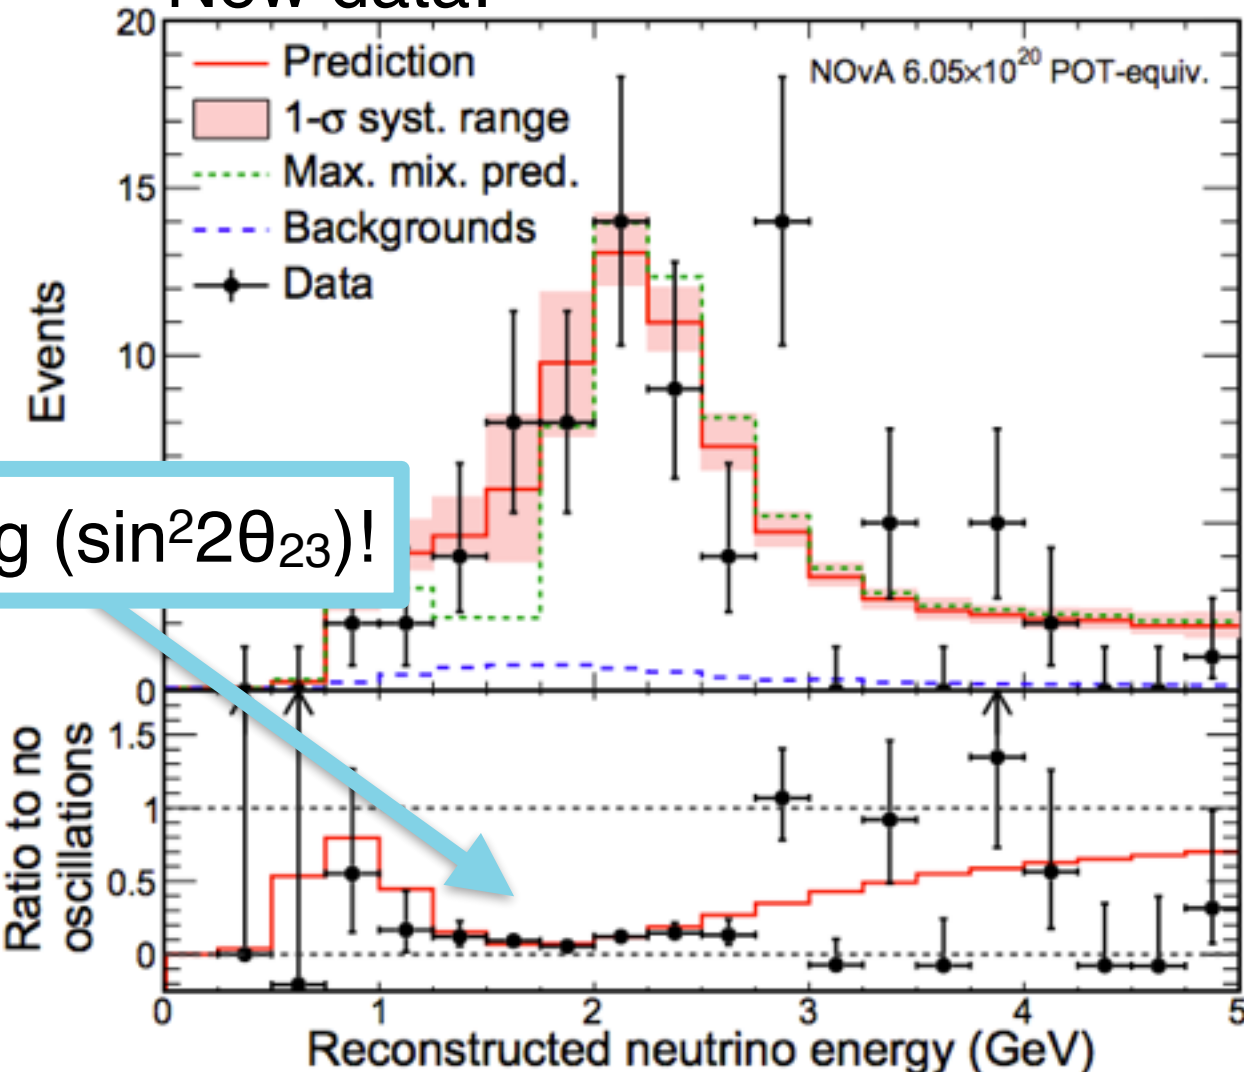 New data!
20
Prediction
NOvA 6.05×10²⁰ POT-equiv.
1-σ syst. range
Max. mix. pred.
15
Backgrounds
Data
Events
10
g (sin²2θ₂₃)!
0
Ratio to no
oscillations
1.5
1
0.5
0
0 1 2 3 4 5
Reconstructed neutrino energy (GeV)